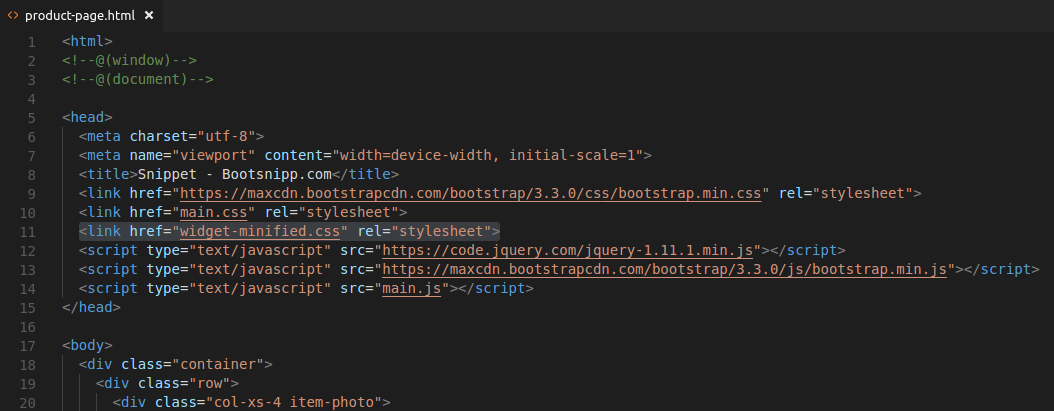 <> product-page.html ×
1 <html>
2 <!--@(window)-->
3 <!--@(document)-->
4
5 <head>
6 <meta charset="utf-8">
7 <meta name="viewport" content="width=device-width, initial-scale=1">
8 <title>Snippet - Bootsnipp.com</title>
9 <link href="https://maxcdn.bootstrapcdn.com/bootstrap/3.3.0/css/bootstrap.min.css" rel="stylesheet">
10 <link href="main.css" rel="stylesheet">
11 <link href="widget-minified.css" rel="stylesheet">
12 <script type="text/javascript" src="https://code.jquery.com/jquery-1.11.1.min.js"></script>
13 <script type="text/javascript" src="https://maxcdn.bootstrapcdn.com/bootstrap/3.3.0/js/bootstrap.min.js"></script>
14 <script type="text/javascript" src="main.js"></script>
15 </head>
16
17 <body>
18 <div class="container">
19 <div class="row">
20 <div class="col-xs-4 item-photo">